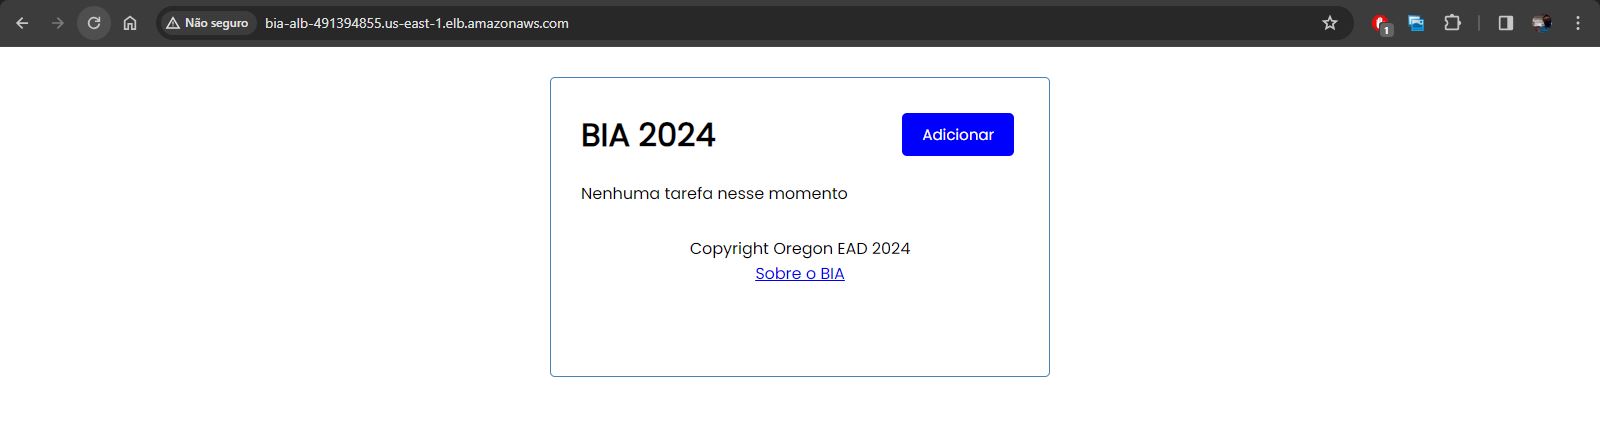 Não seguro bia-alb-491394855.us-east-1.elb.amazonaws.com 1
BIA 2024 Adicionar
Nenhuma tarefa nesse momento
Copyright Oregon EAD 2024
Sobre o BIA